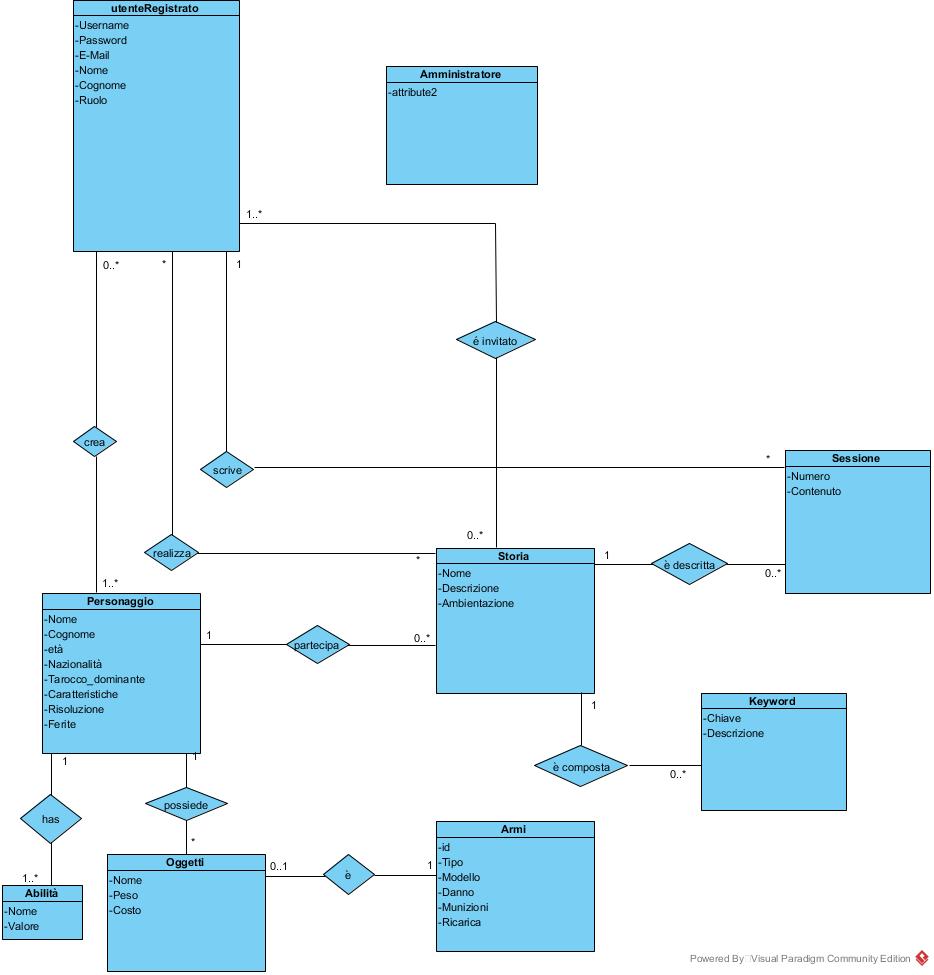 utenteRegistrato
-Username
-Password
-E-Mail
-Nome
-Cognome
-Ruolo
Amministratore
-attribute2
1..*
0..*
*
1
è invitato
crea
scrive
*
Sessione
-Numero
-Contenuto
realizza
*
0..*
Storia
-Nome
-Descrizione
-Ambientazione
1
è descritta
0..*
1..*
Personaggio
-Nome
-Cognome
-età
-Nazionalità
-Tarocco_dominante
-Caratteristiche
-Risoluzione
-Ferite
1
partecipa
0..*
1
è composta
0..*
Keyword
-Chiave
-Descrizione
1
1
has
possiede
1..*
*
Abilità
-Nome
-Valore
Oggetti
-Nome
-Peso
-Costo
0..1
è
1
Armi
-id
-Tipo
-Modello
-Danno
-Munizioni
-Ricarica
Powered By Visual Paradigm Community Edition